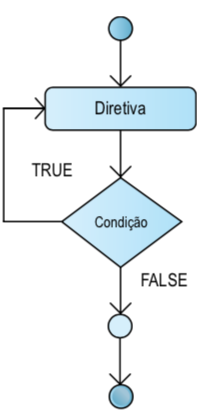 Diretiva
TRUE
Condição
FALSE